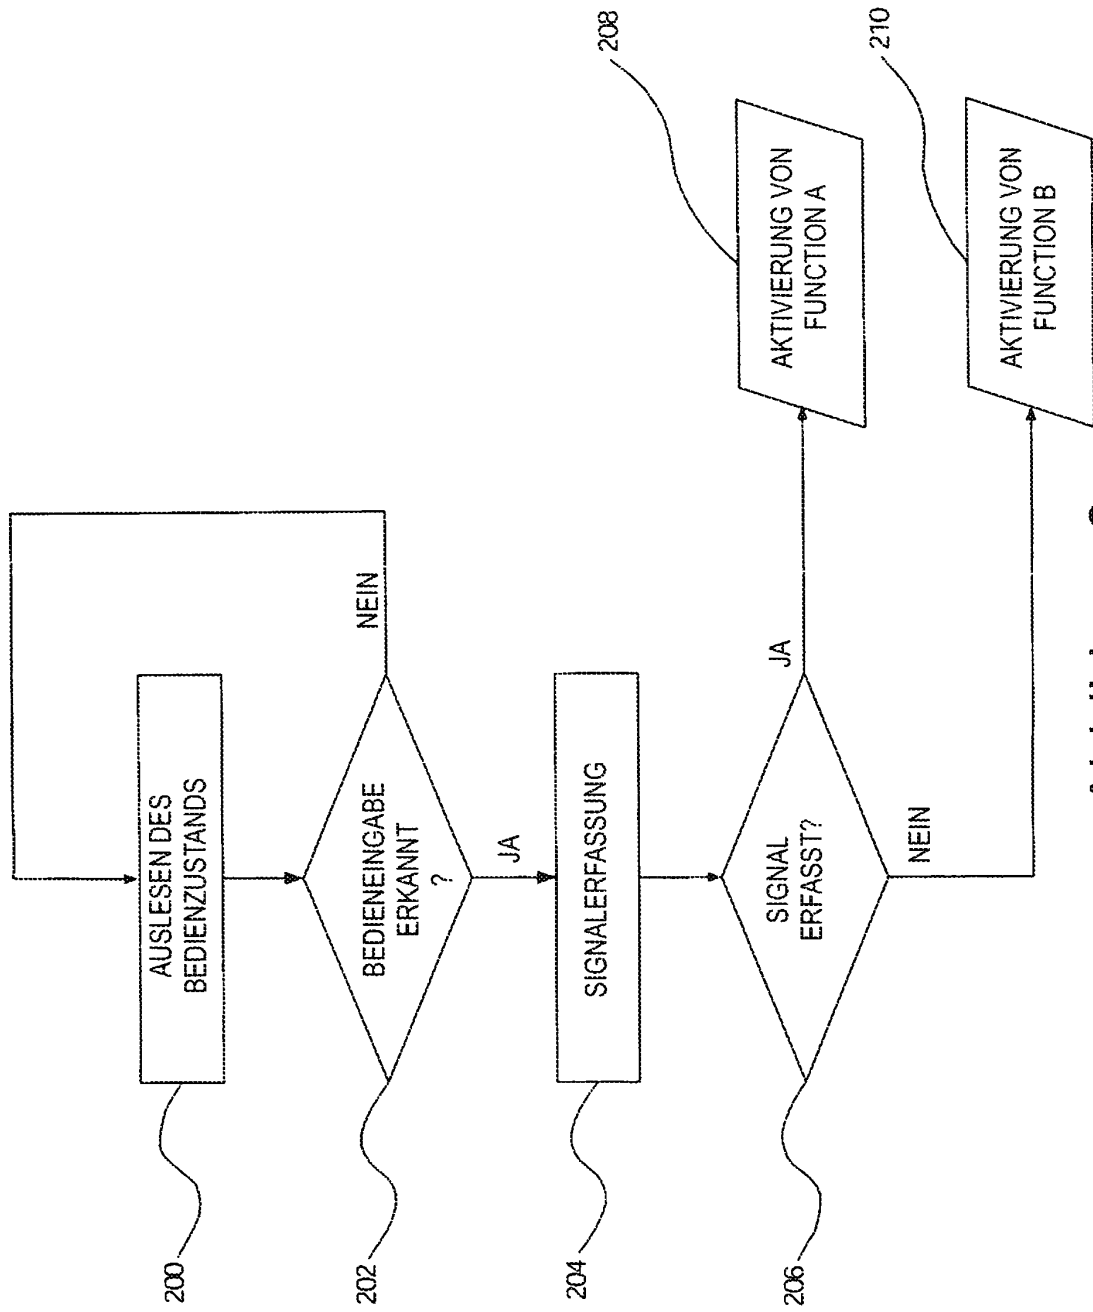 200
AUSLESEN DES
BEDIENZUSTANDS
202
BEDIENEINGABE
ERKANNT
?
NEIN
JA
204
SIGNALERFASSUNG
206
SIGNAL
ERFASST?
JA
NEIN
208
AKTIVIERUNG VON
FUNCTION A
210
AKTIVIERUNG VON
FUNCTION B